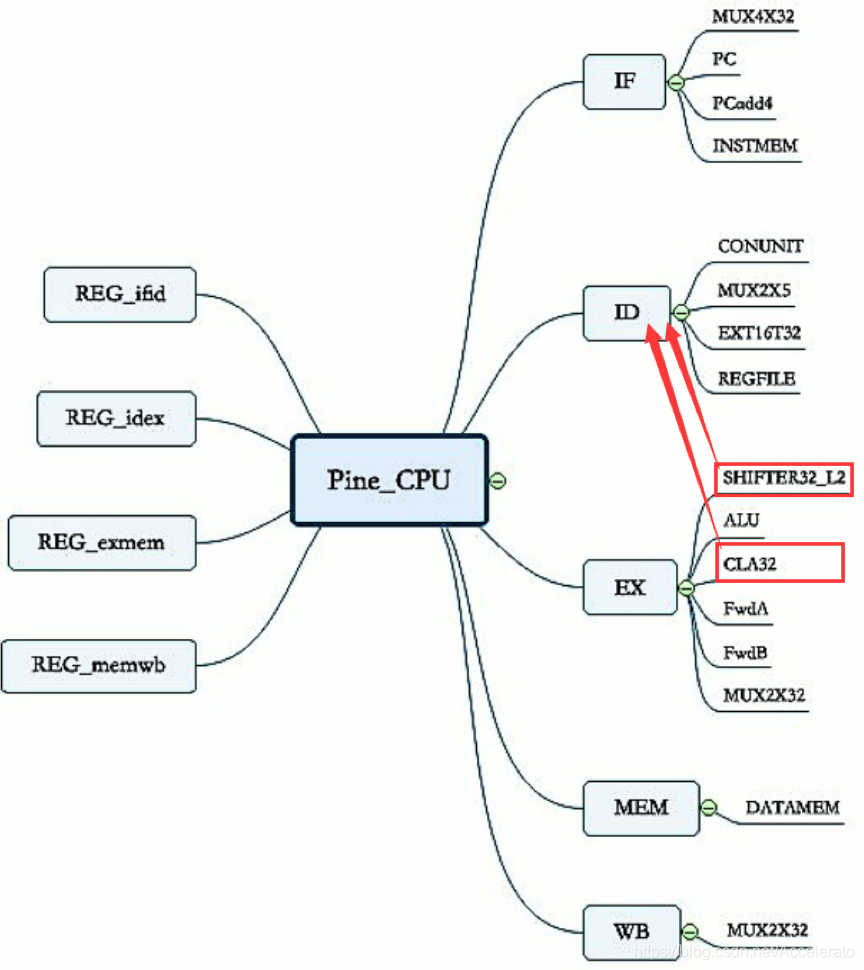 MUX4X32
PC
IF
PCadd4
INSTMEM
CONUNIT
MUX2X5
ID
EXT16T32
REGFILE
REG_ifid
REG_idex
REG_exmem
REG_memwb
Pine_CPU
SHIFTER32_L2
ALU
CLA32
EX
FwdA
FwdB
MUX2X32
MEM
DATAMEM
WB
MUX2X32
https://blog.csdn.net/Accelerato